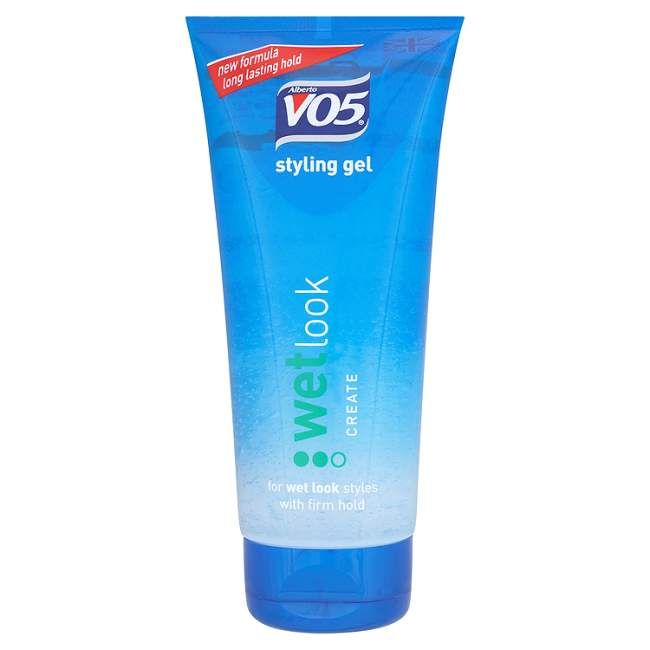 new formula
long lasting hold
Alberto
VO5®
styling gel
wet look
CREATE
for wet look styles
with firm hold